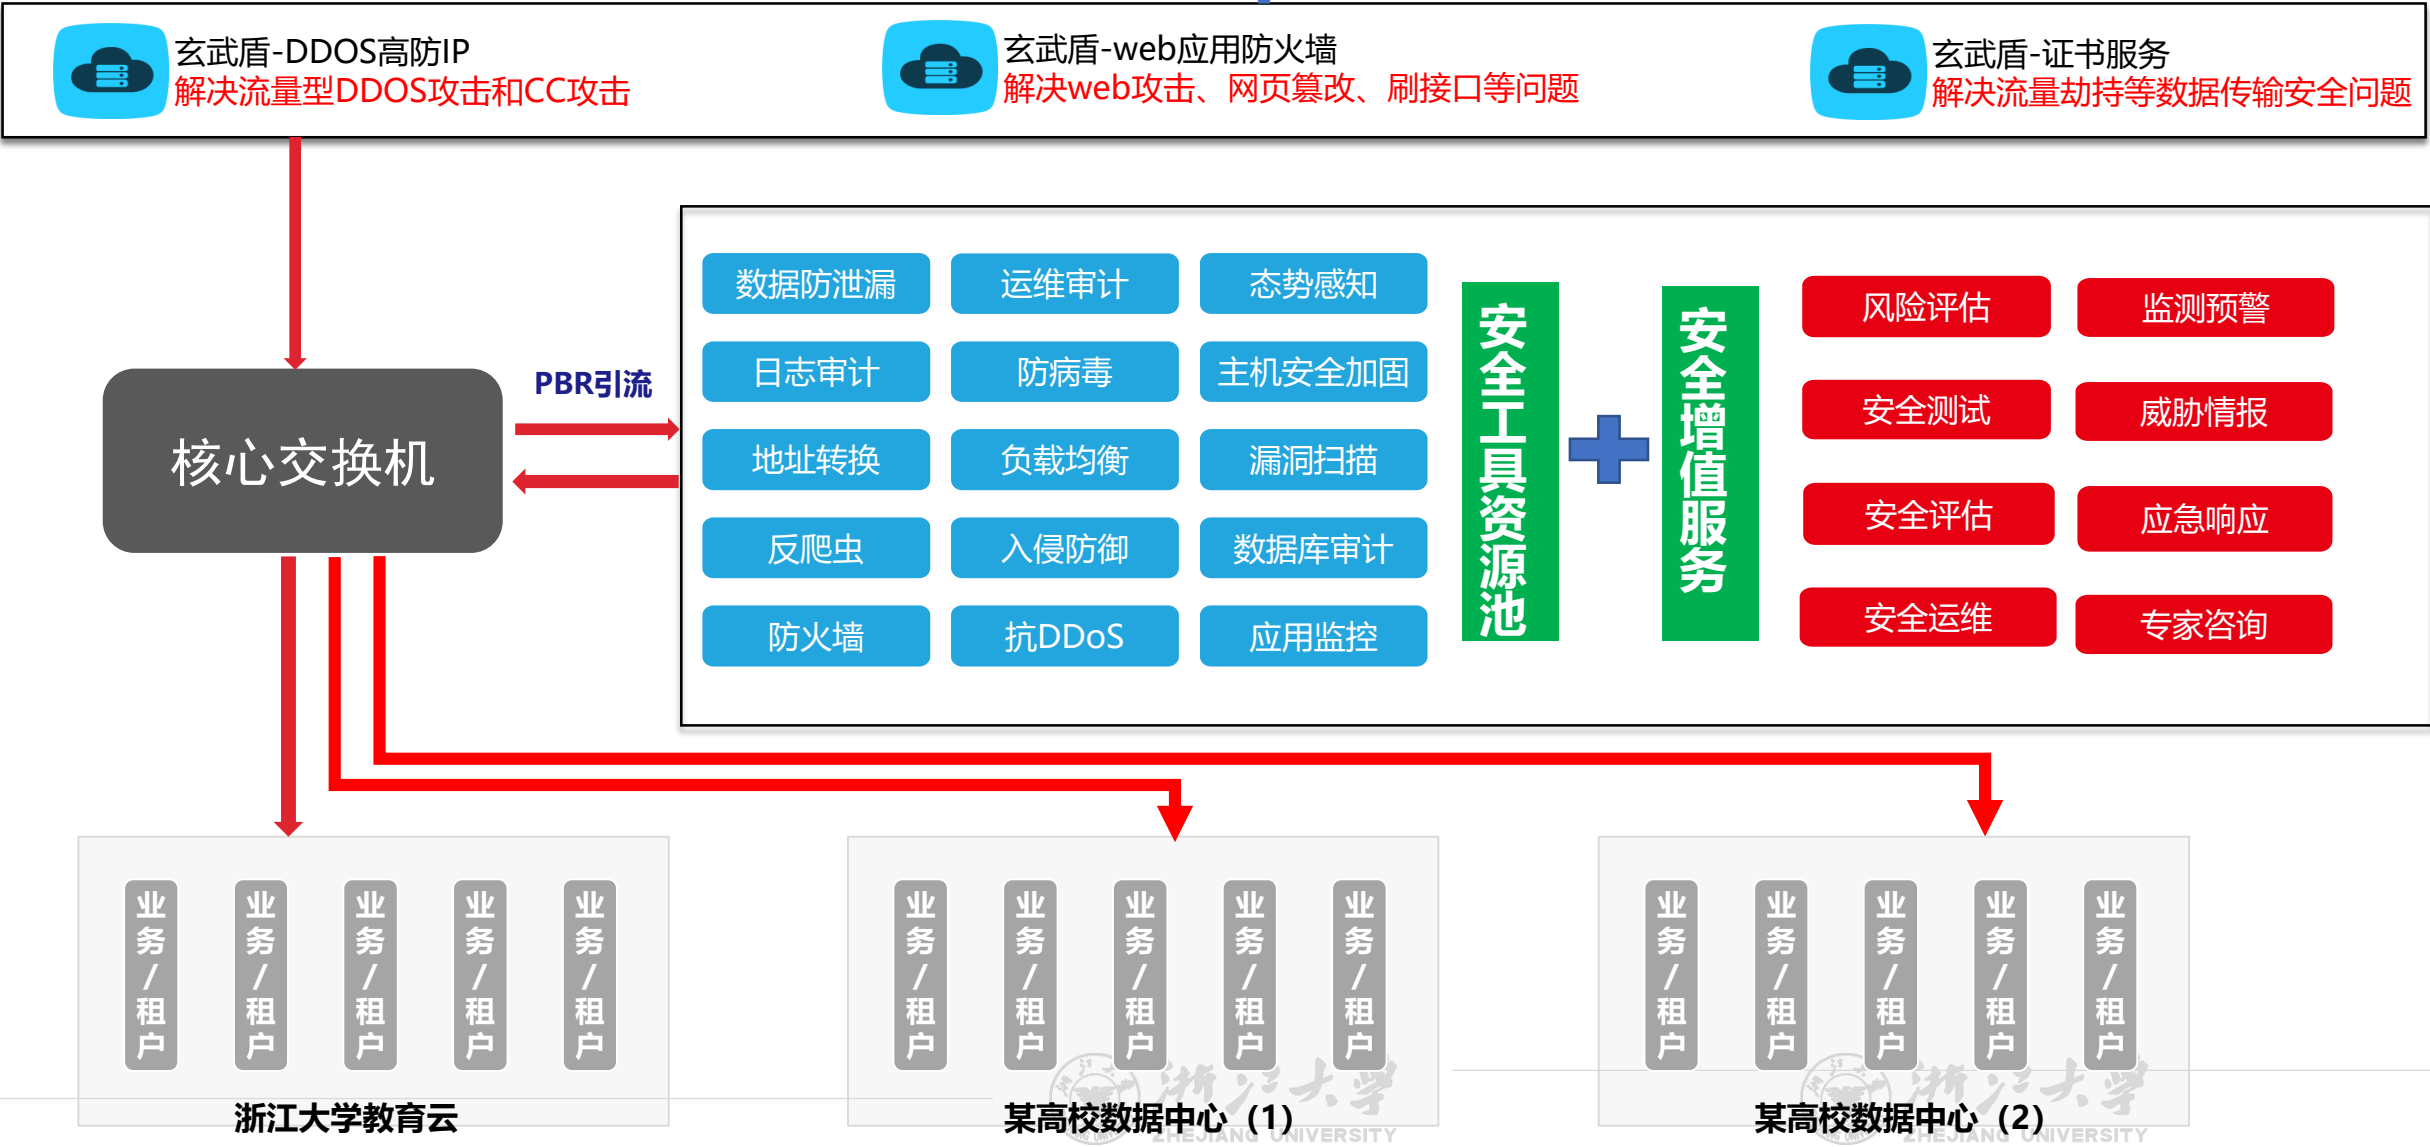 玄武盾-DDOS高防IP
解决流量型DDOS攻击和CC攻击
玄武盾-web应用防火墙
解决web攻击、网页篡改、刷接口等问题
玄武盾-证书服务
解决流量劫持等数据传输安全问题
核心交换机
PBR引流
数据防泄漏
运维审计
态势感知
日志审计
防病毒
主机安全加固
地址转换
负载均衡
漏洞扫描
反爬虫
入侵防御
数据库审计
防火墙
抗DDoS
应用监控
安全工具资源池
安全增值服务
风险评估
监测预警
安全测试
威胁情报
安全评估
应急响应
安全运维
专家咨询
业务/租户
业务/租户
业务/租户
业务/租户
业务/租户
浙江大学教育云
业务/租户
业务/租户
业务/租户
业务/租户
业务/租户
某高校数据中心（1）
浙江大学
ZHEJIANG UNIVERSITY
业务/租户
业务/租户
业务/租户
业务/租户
业务/租户
某高校数据中心（2）
浙江大学
ZHEJIANG UNIVERSITY